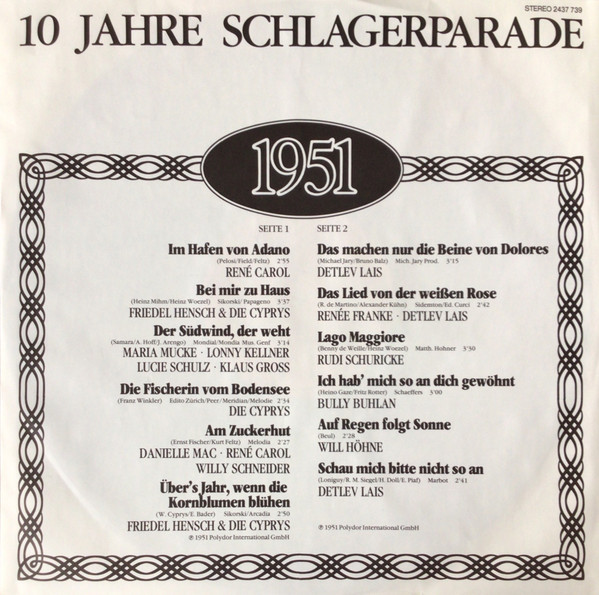 STEREO 2437 739
10 JAHRE SCHLAGERPARADE
1951
SEITE 1
Im Hafen von Adano
(Pelosi/Field/Feltz) 2'55
RENÉ CAROL
Bei mir zu Haus
(Heinz Mihm/Heinz Woezel) Sikorski/Papageno 3'37
FRIEDEL HENSCH & DIE CYPRYS
Der Südwind, der weht
(Samara/A. Hoff/J. Arengo) Mondial/Mondia Mus. Genf 3'14
MARIA MUCKE · LONNY KELLNER
LUCIE SCHULZ · KLAUS GROSS
Die Fischerin vom Bodensee
(Franz Winkler) Edito Zürich/Peer/Meridian/Melodie 2'34
DIE CYPRYS
Am Zuckerhut
(Ernst Fischer/Kurt Feltz) Melodia 2'27
DANIELLE MAC · RENÉ CAROL
WILLY SCHNEIDER
Über's Jahr, wenn die
Kornblumen blühen
(W. Cyprys/E. Bader) Sikorski/Arcadia 2'50
FRIEDEL HENSCH & DIE CYPRYS
℗ 1951 Polydor International GmbH
SEITE 2
Das machen nur die Beine von Dolores
(Michael Jary/Bruno Balz) Mich. Jary Prod. 3'15
DETLEV LAIS
Das Lied von der weißen Rose
(R. de Martino/Alexander Kühn) Sidemton/Ed. Curci 2'42
RENÉE FRANKE · DETLEV LAIS
Lago Maggiore
(Benny de Weille/Heinz Woezel) Matth. Hohner 3'30
RUDI SCHURICKE
Ich hab' mich so an dich gewöhnt
(Heino Gaze/Fritz Rotter) Schaeffers 3'00
BULLY BUHLAN
Auf Regen folgt Sonne
(Beul) 2'28
WILL HÖHNE
Schau mich bitte nicht so an
(Loniguy/R. M. Siegel/H. Doll/E. Piaf) Marbot 2'41
DETLEV LAIS
℗ 1951 Polydor International GmbH